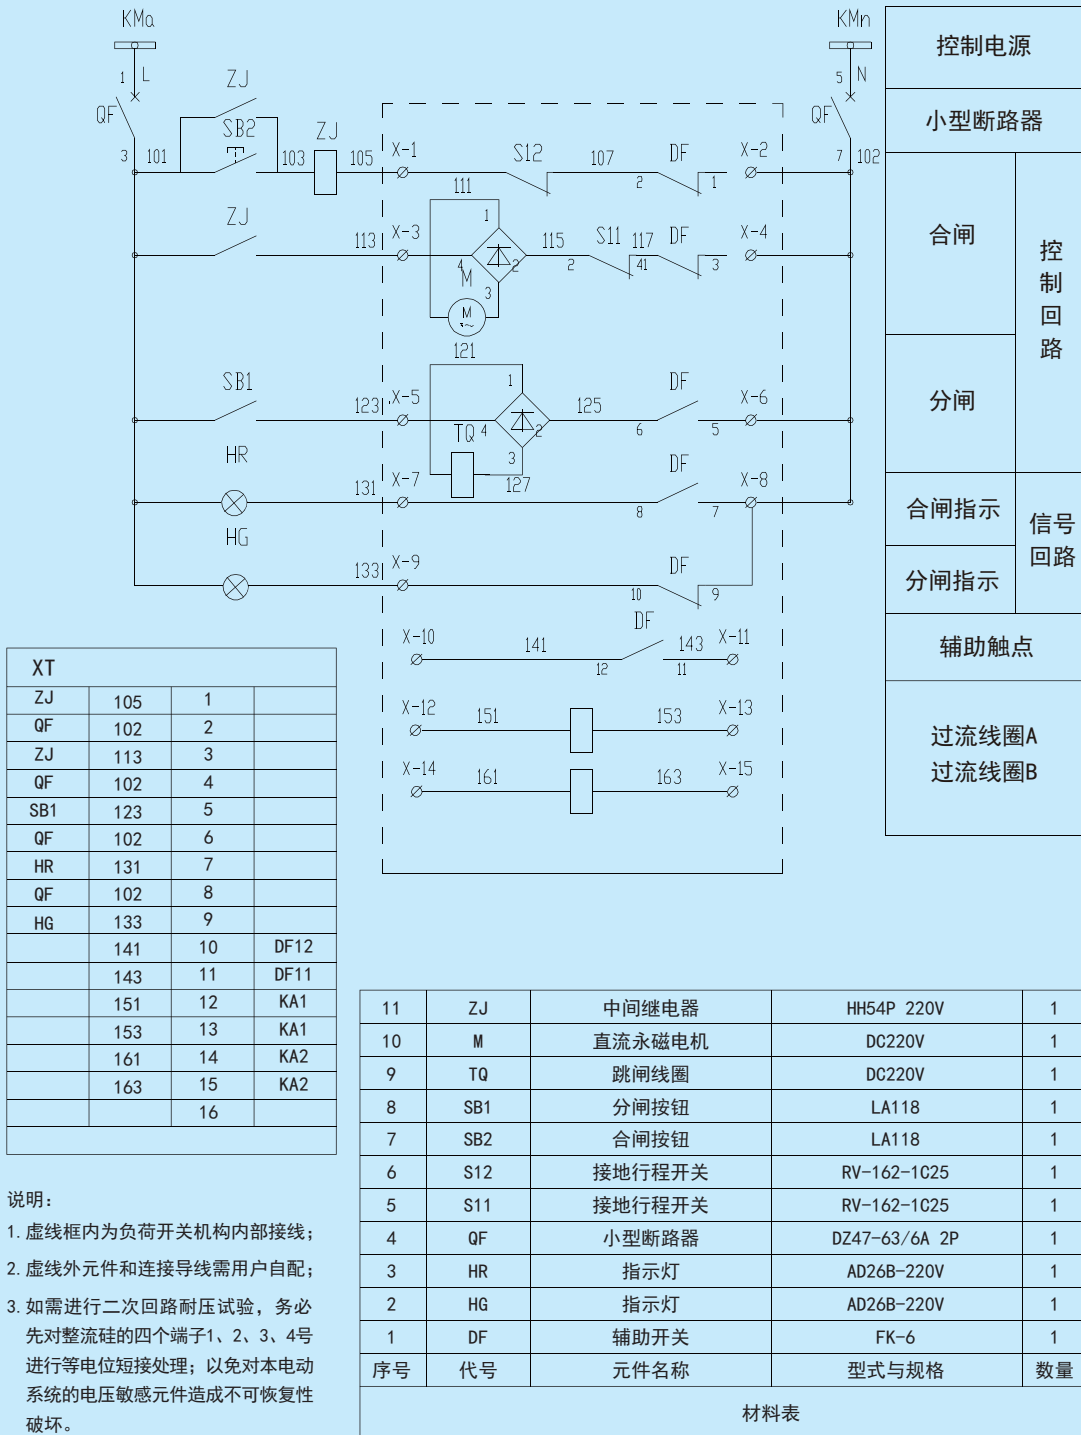 KMa
KMn
控制电源
1
L
5
N
QF
QF
小型断路器
ZJ
SB2
ZJ
3
101
103
105
X-1
S12
107
DF
X-2
7
102
2
1
合闸
控制回路
111
ZJ
113
X-3
1
115
S11
117
DF
X-4
4
2
2
41
3
M
3
M
~
121
分闸
SB1
123
X-5
1
125
DF
X-6
TQ
4
2
6
5
3
HR
131
X-7
127
DF
X-8
8
7
合闸指示
信号回路
HG
133
X-9
DF
10
9
分闸指示
X-10
141
DF
143
X-11
12
11
辅助触点
X-12
151
153
X-13
过流线圈A
过流线圈B
X-14
161
163
X-15
XT
ZJ 105 1
QF 102 2
ZJ 113 3
QF 102 4
SB1 123 5
QF 102 6
HR 131 7
QF 102 8
HG 133 9
141 10 DF12
143 11 DF11
151 12 KA1
153 13 KA1
161 14 KA2
163 15 KA2
16
说明：
1. 虚线框内为负荷开关机构内部接线；
2. 虚线外元件和连接导线需用户自配；
3. 如需进行二次回路耐压试验，务必
先对整流硅的四个端子1、2、3、4号
进行等电位短接处理；以免对本电动
系统的电压敏感元件造成不可恢复性
破坏。
11 ZJ 中间继电器 HH54P 220V 1
10 M 直流永磁电机 DC220V 1
9 TQ 跳闸线圈 DC220V 1
8 SB1 分闸按钮 LA118 1
7 SB2 合闸按钮 LA118 1
6 S12 接地行程开关 RV-162-1C25 1
5 S11 接地行程开关 RV-162-1C25 1
4 QF 小型断路器 DZ47-63/6A 2P 1
3 HR 指示灯 AD26B-220V 1
2 HG 指示灯 AD26B-220V 1
1 DF 辅助开关 FK-6 1
序号 代号 元件名称 型式与规格 数量
材料表